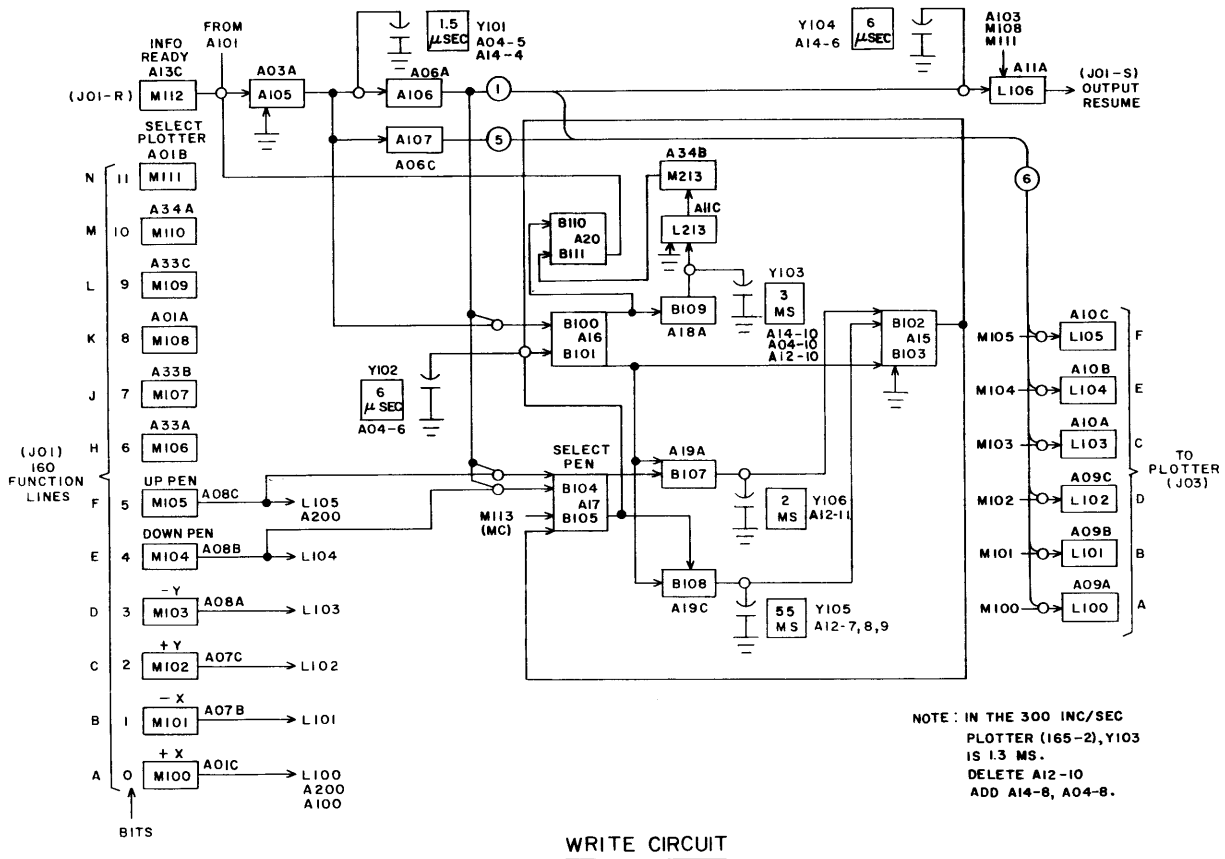 INFO
READY
A13C
(J01-R)
M112
FROM
A101
A03A
A105
1.5
μSEC
Y101
A04-5
A14-4
A06A
A106
1
A107
A06C
5
Y104
A14-6
6
μSEC
A103
M108
M111
A11A
L106
(J01-S)
OUTPUT
RESUME
SELECT
PLOTTER
A01B
N 11 M111
A34A
M 10 M110
A33C
L 9 M109
A01A
K 8 M108
A33B
J 7 M107
A33A
H 6 M106
(J01)
160
FUNCTION
LINES
UP PEN
F 5 M105 A08C
L105
A200
DOWN PEN
E 4 M104 A08B
L104
-Y
D 3 M103 A08A
L103
+Y
C 2 M102 A07C
L102
-X
B 1 M101 A07B
L101
+X
A 0 M100 A01C
L100
A200
A100
BITS
A34B
M213
A11C
L213
B110
A20
B111
B109
A18A
Y103
3
MS
A14-10
A04-10
A12-10
B100
A16
B101
Y102
6
μSEC
A04-6
B102
A15
B103
SELECT
PEN
B104
A17
B105
M113
(MC)
A19A
B107
2
MS
Y106
A12-11
B108
A19C
55
MS
Y105
A12-7,8,9
6
A10C
M105 L105 F
A10B
M104 L104 E
A10A
M103 L103 C
A09C
M102 L102 D
A09B
M101 L101 B
A09A
M100 L100 A
TO
PLOTTER
(J03)
NOTE: IN THE 300 INC/SEC
PLOTTER (165-2), Y103
IS 1.3 MS.
DELETE A12-10
ADD A14-8, A04-8.
WRITE CIRCUIT